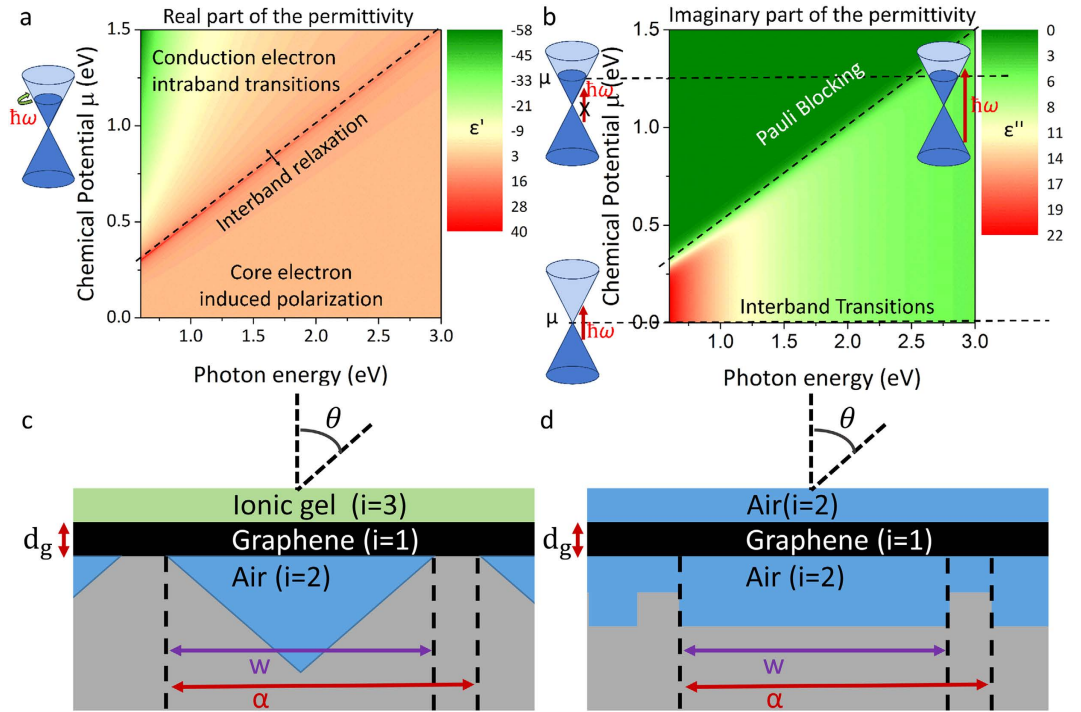 a
Real part of the permittivity
Chemical Potential μ (eV)
1.5
1.0
0.5
0.0
Conduction electron
intraband transitions
Interband relaxation
Core electron
induced polarization
ħω
1.0 1.5 2.0 2.5 3.0
Photon energy (eV)
-58
-45
-33
-21
-9
3
16
28
40
ε'
b
Imaginary part of the permittivity
Chemical Potential μ (eV)
1.5
1.0
0.5
0.0
μ
ħω
x
Pauli Blocking
ħω
μ
ħω
Interband Transitions
1.0 1.5 2.0 2.5 3.0
Photon energy (eV)
0
3
6
8
11
14
17
19
22
ε''
c
θ
Ionic gel (i=3)
dg
Graphene (i=1)
Air (i=2)
w
α
d
θ
Air(i=2)
dg
Graphene (i=1)
Air (i=2)
w
α